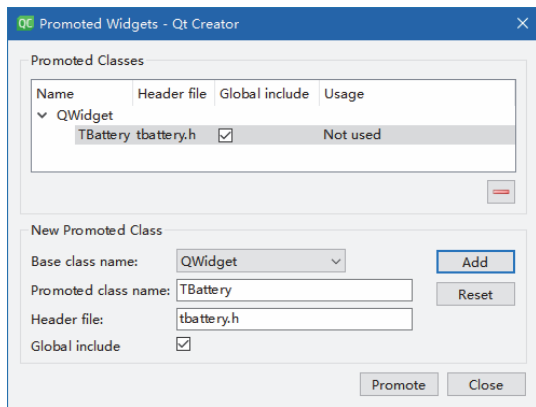 QC Promoted Widgets - Qt Creator
Promoted Classes
Name Header file Global include Usage
QWidget
TBattery tbattery.h Not used
New Promoted Class
Base class name: QWidget Add
Promoted class name: TBattery Reset
Header file: tbattery.h
Global include
Promote Close